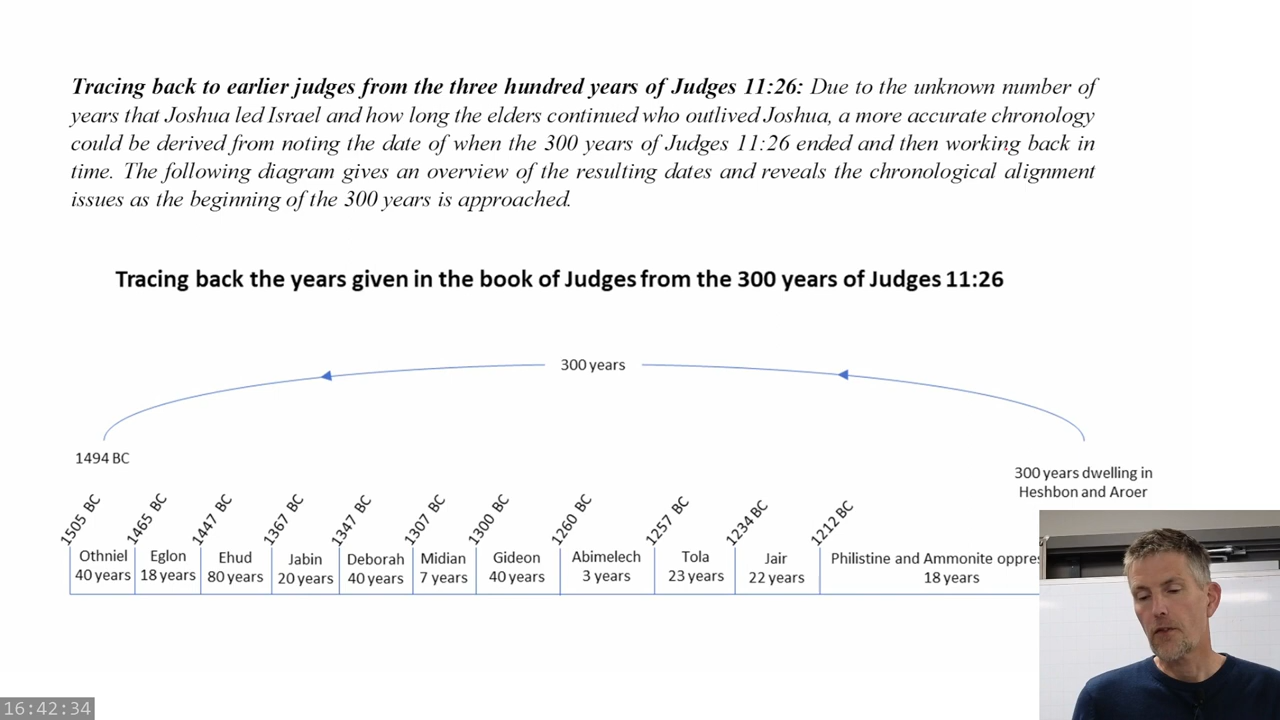 Tracing back to earlier judges from the three hundred years of Judges 11:26: Due to the unknown number of
years that Joshua led Israel and how long the elders continued who outlived Joshua, a more accurate chronology
could be derived from noting the date of when the 300 years of Judges 11:26 ended and then working back in
time. The following diagram gives an overview of the resulting dates and reveals the chronological alignment
issues as the beginning of the 300 years is approached.
Tracing back the years given in the book of Judges from the 300 years of Judges 11:26
300 years
1494 BC
300 years dwelling in
Heshbon and Aroer
1505 BC 1465 BC 1447 BC 1367 BC 1347 BC 1307 BC 1300 BC 1260 BC 1257 BC 1234 BC 1212 BC
Othniel Eglon Ehud Jabin Deborah Midian Gideon Abimelech Tola Jair Philistine and Ammonite oppres
40 years 18 years 80 years 20 years 40 years 7 years 40 years 3 years 23 years 22 years 18 years
16:42:34